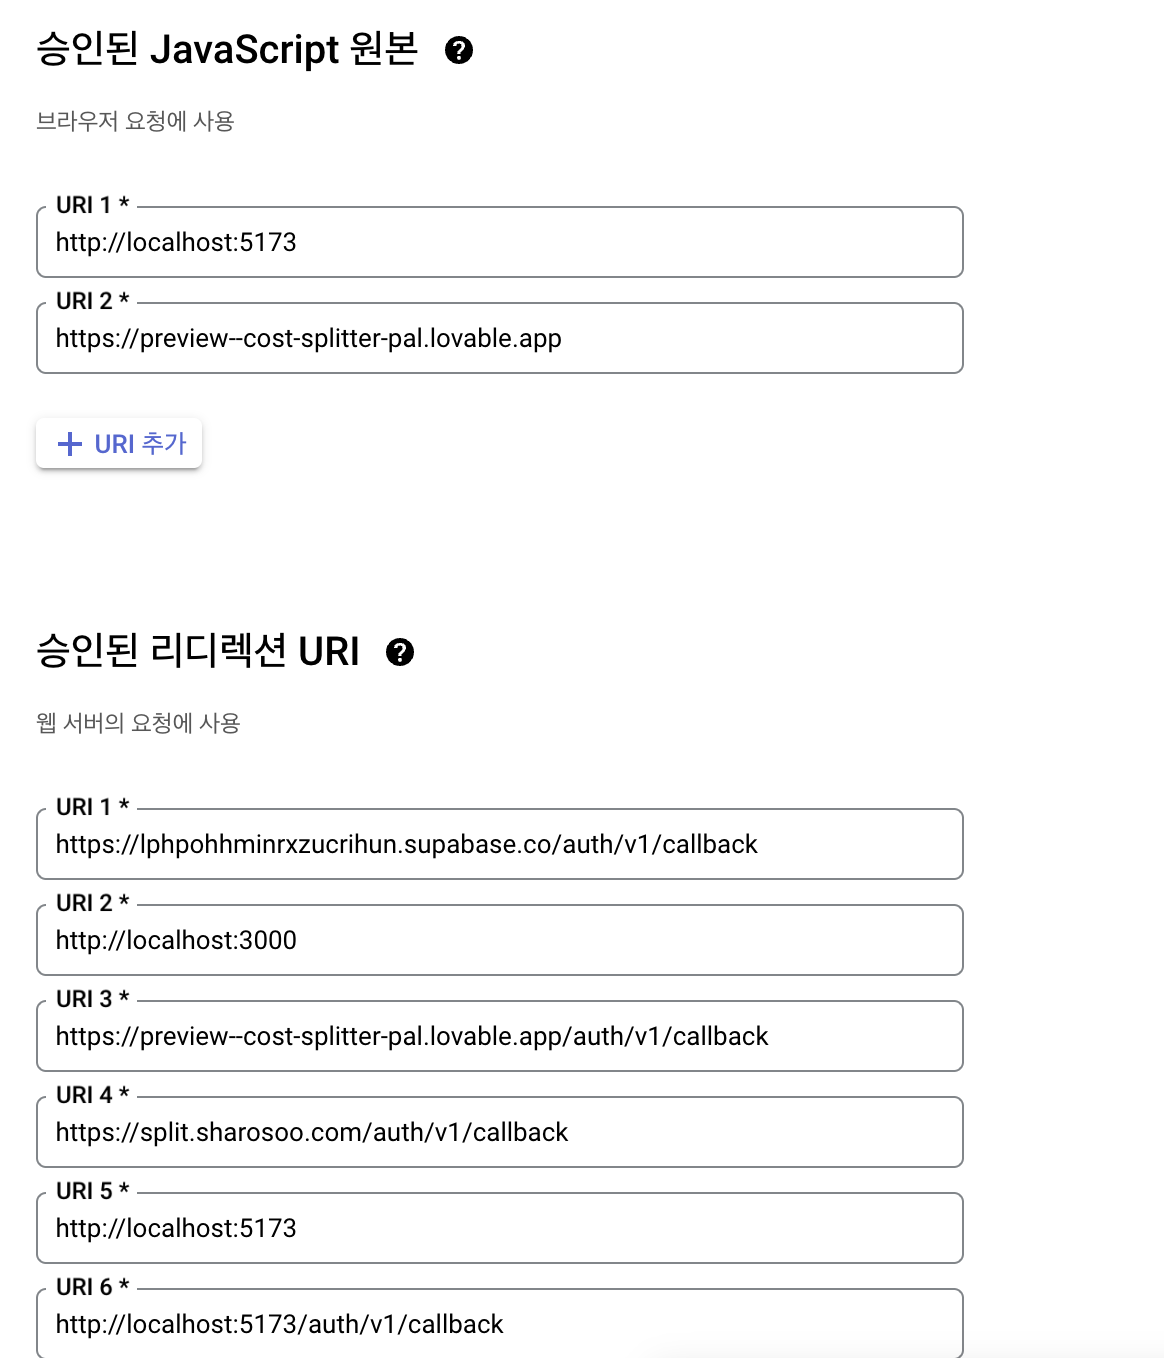 승인된 JavaScript 원본
브라우저 요청에 사용
URI 1 *
http://localhost:5173
URI 2 *
https://preview--cost-splitter-pal.lovable.app
URI 추가
승인된 리디렉션 URI
웹 서버의 요청에 사용
URI 1 *
https://lphpohhminrxzucrihun.supabase.co/auth/v1/callback
URI 2 *
http://localhost:3000
URI 3 *
https://preview--cost-splitter-pal.lovable.app/auth/v1/callback
URI 4 *
https://split.sharosoo.com/auth/v1/callback
URI 5 *
http://localhost:5173
URI 6 *
http://localhost:5173/auth/v1/callback